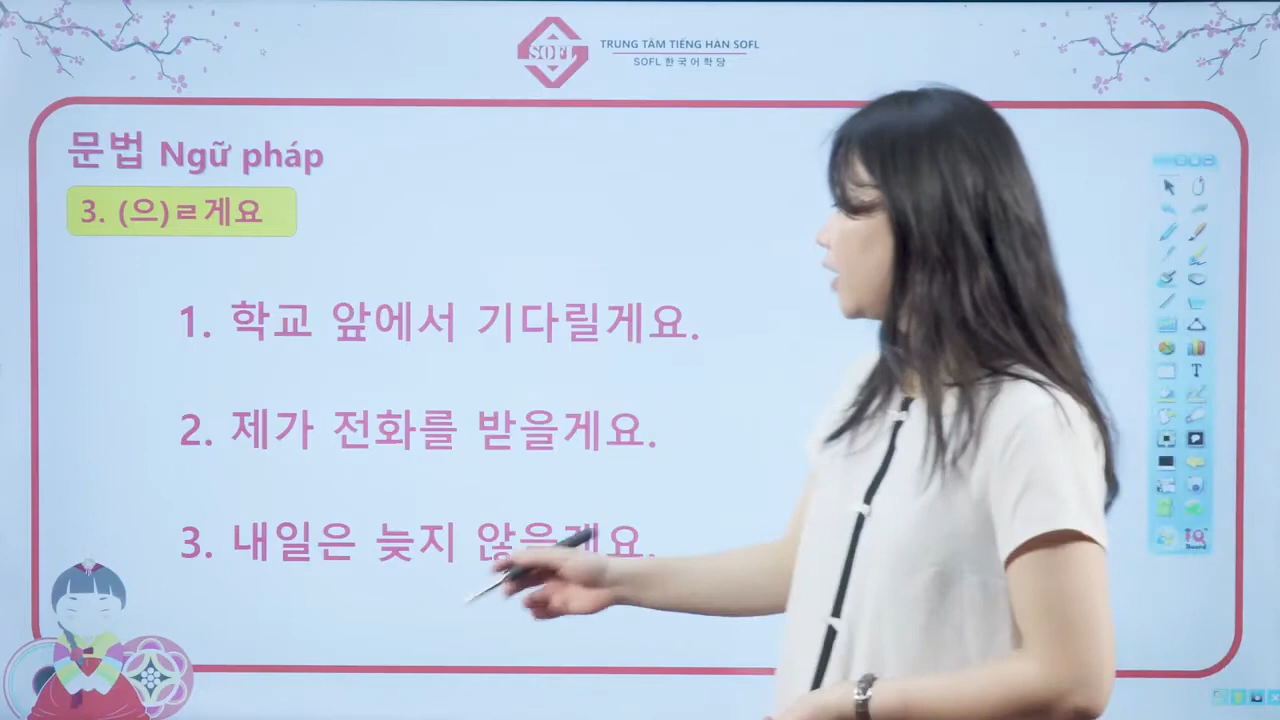 SOFL
TRUNG TÂM TIẾNG HÀN SOFL
SOFL 한국어학당
문법 Ngữ pháp
3. (으)ㄹ게요
1. 학교 앞에서 기다릴게요.
2. 제가 전화를 받을게요.
3. 내일은 늦지 않을게요.
T